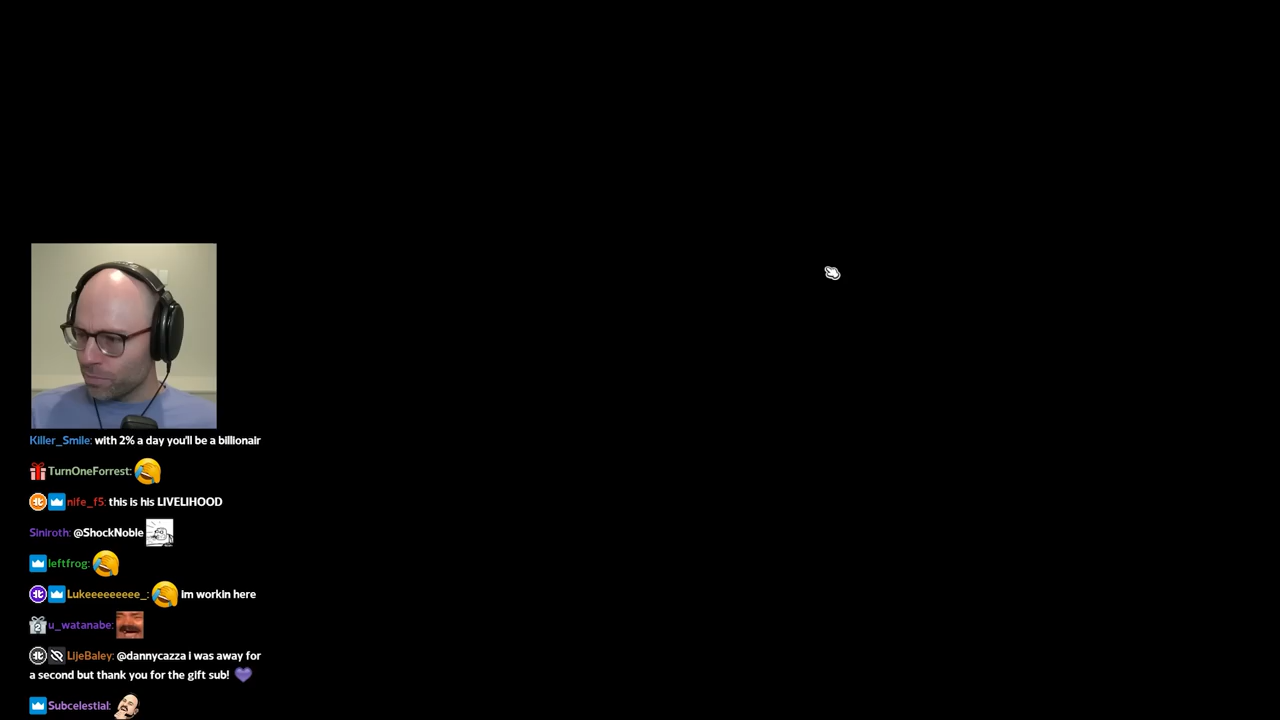 Killer_Smile: with 2% a day you'll be a billionair
TurnOneForrest:
nife_f5: this is his LIVELIHOOD
Siniroth: @ShockNoble
leftfrog:
Lukeeeeeeeee_: im workin here
2 u_watanabe:
LijeBaley: @dannycazza i was away for
a second but thank you for the gift sub!
Subcelestial: